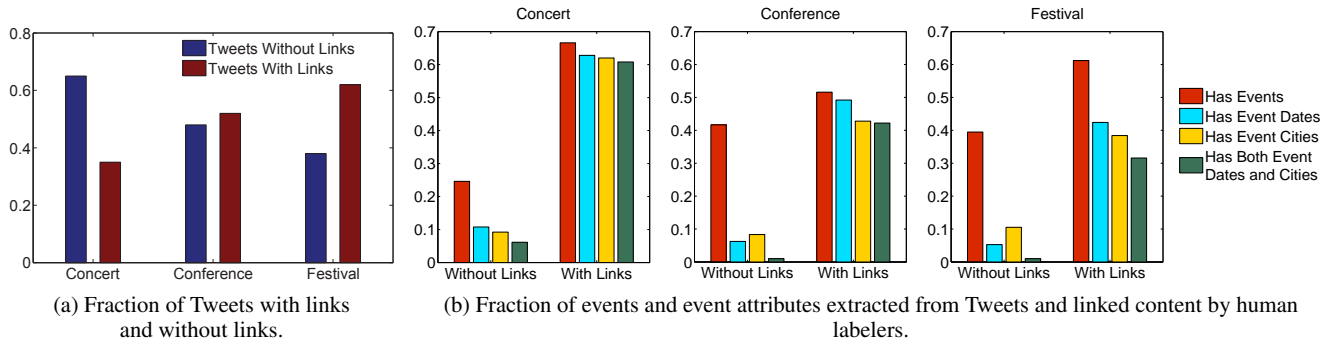 0.8
0.6
0.4
0.2
0
Tweets Without Links
Tweets With Links
Concert Conference Festival
(a) Fraction of Tweets with links
and without links.
Concert
0.7
0.6
0.5
0.4
0.3
0.2
0.1
0
Without Links With Links
Conference
0.7
0.6
0.5
0.4
0.3
0.2
0.1
0
Without Links With Links
Festival
0.7
0.6
0.5
0.4
0.3
0.2
0.1
0
Without Links With Links
Has Events
Has Event Dates
Has Event Cities
Has Both Event
Dates and Cities
(b) Fraction of events and event attributes extracted from Tweets and linked content by human
labelers.